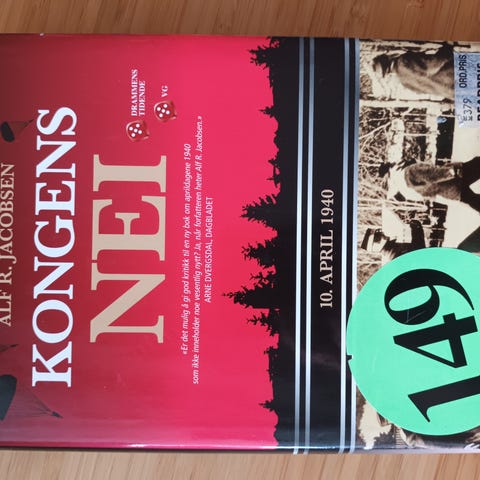 ALF R. JACOBSEN
KONGENS
NEI
DRAMMENS
TIDENDE
VG
«Er det mulig å gi god kritikk til en ny bok om aprildagene 1940
som ikke inneholder noe vesentlig nytt? Ja, når forfatteren heter Alf R. Jacobsen.»
ARNE DVERGSDAL, DAGBLADET
10. APRIL 1940
149
ORD.PRIS
379